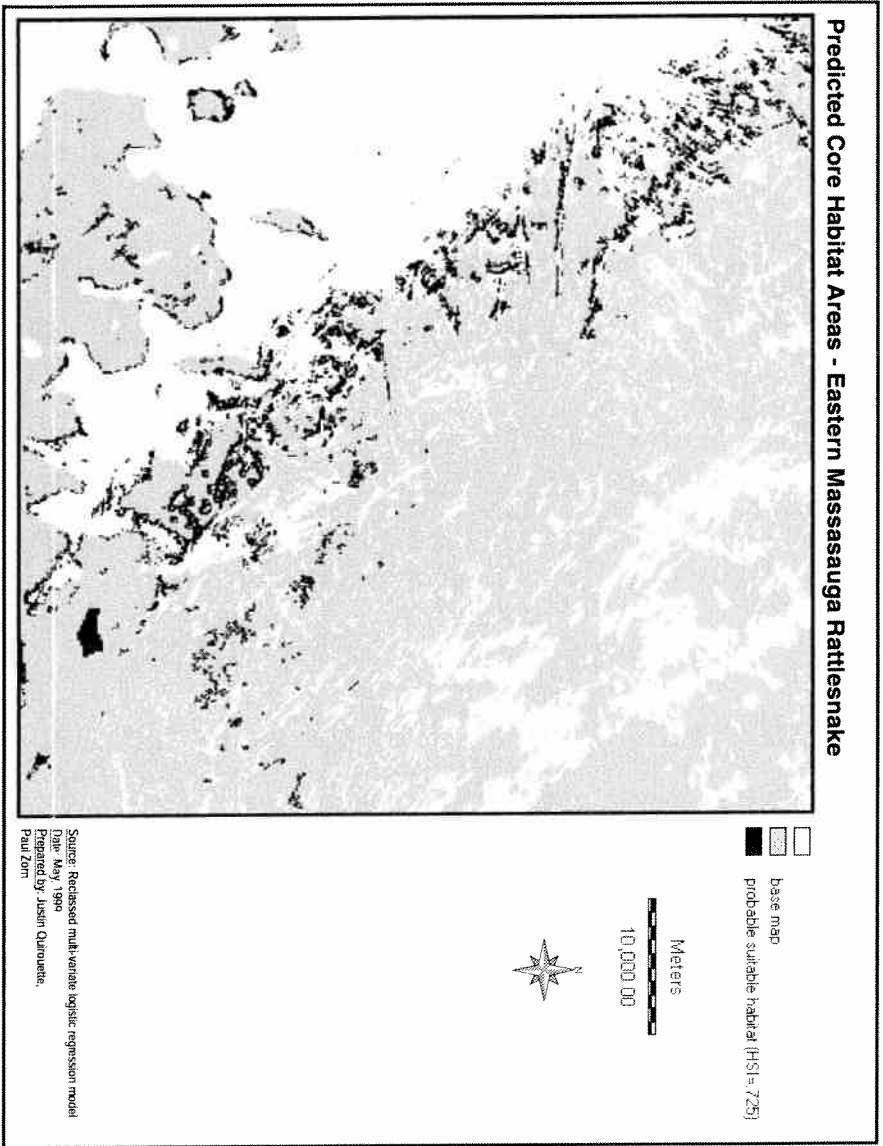 Predicted Core Habitat Areas - Eastern Massasauga Rattlesnake
base map
probable suitable habitat (HSI=.725)
Meters
10,000.00
N
Source: Reclassed multi-variate logistic regression model
Date: May, 1999
Prepared by: Justin Quirouette,
Paul Zorn